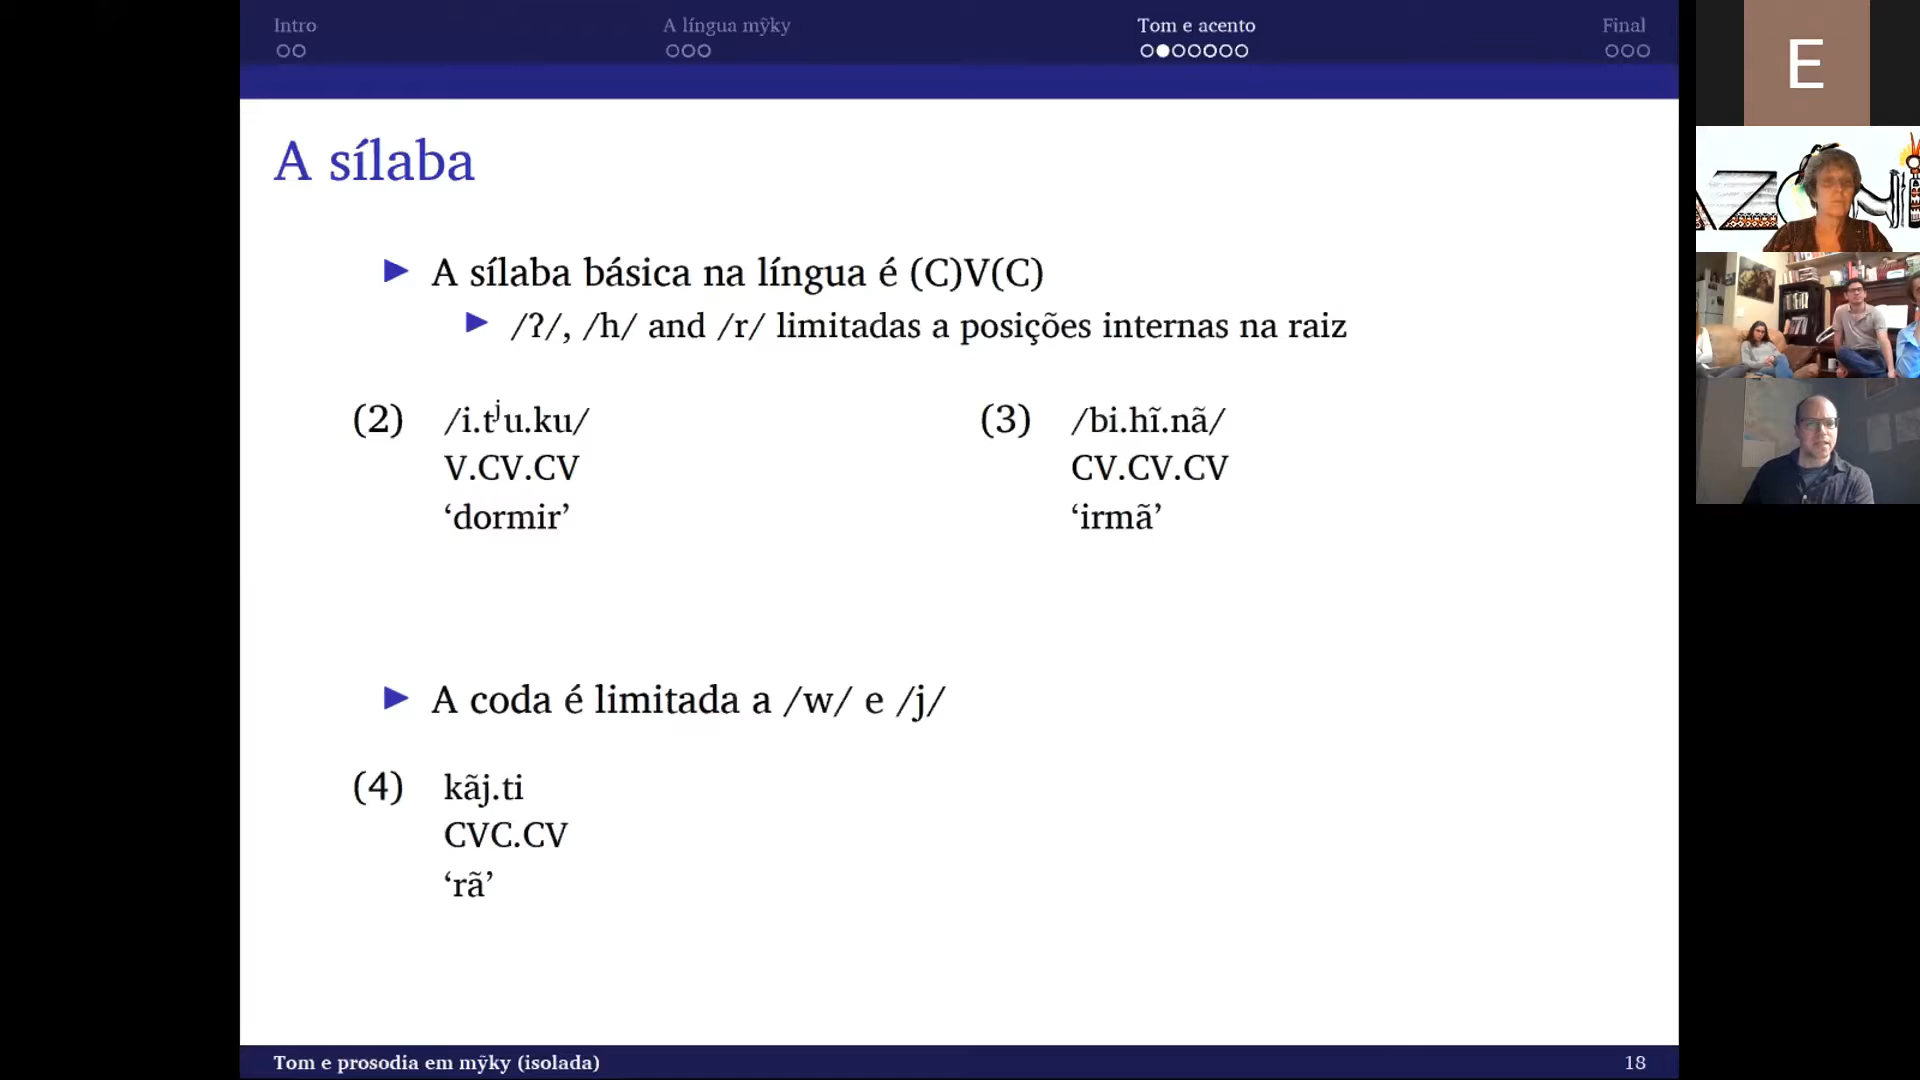 Intro
A língua mỹky
Tom e acento
Final
A sílaba
A sílaba básica na língua é (C)V(C)
/ʔ/, /h/ and /r/ limitadas a posições internas na raiz
(2) /i.tʲu.ku/
V.CV.CV
‘dormir’
(3) /bi.hĩ.nã/
CV.CV.CV
‘irmã’
A coda é limitada a /w/ e /j/
(4) kãj.ti
CVC.CV
‘rã’
Tom e prosodia em mỹky (isolada)
18
E